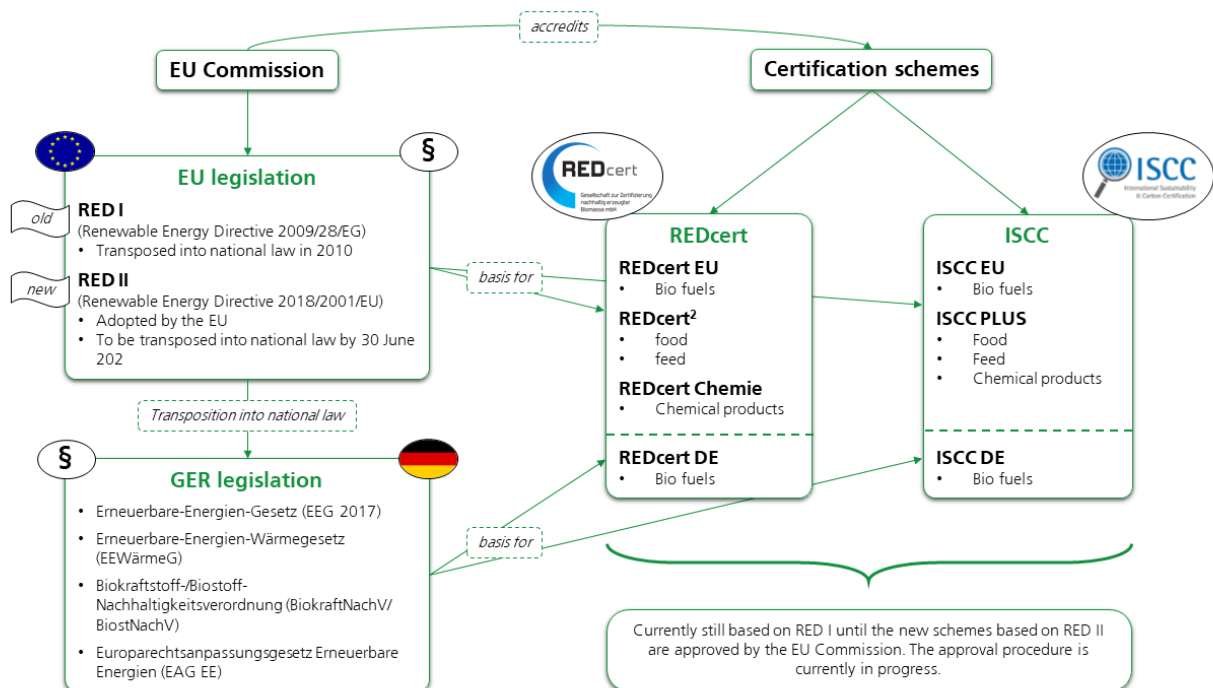 accredits
EU Commission
Certification schemes
§
EU legislation
old
RED I
(Renewable Energy Directive 2009/28/EG)
• Transposed into national law in 2010
new
RED II
(Renewable Energy Directive 2018/2001/EU)
• Adopted by the EU
• To be transposed into national law by 30 June
202
basis for
REDcert
Gesellschaft zur Zertifizierung
nachhaltig erzeugter
Biomasse mbH
REDcert
REDcert EU
• Bio fuels
REDcert²
• food
• feed
REDcert Chemie
• Chemical products
REDcert DE
• Bio fuels
ISCC
International Sustainability
& Carbon Certification
ISCC
ISCC EU
• Bio fuels
ISCC PLUS
• Food
• Feed
• Chemical products
ISCC DE
• Bio fuels
Transposition into national law
§
GER legislation
• Erneuerbare-Energien-Gesetz (EEG 2017)
• Erneuerbare-Energien-Wärmegesetz
(EEWärmeG)
• Biokraftstoff-/Biostoff-
Nachhaltigkeitsverordnung (BiokraftNachV/
BiostNachV)
• Europarechtsanpassungsgesetz Erneuerbare
Energien (EAG EE)
basis for
Currently still based on RED I until the new schemes based on RED II
are approved by the EU Commission. The approval procedure is
currently in progress.